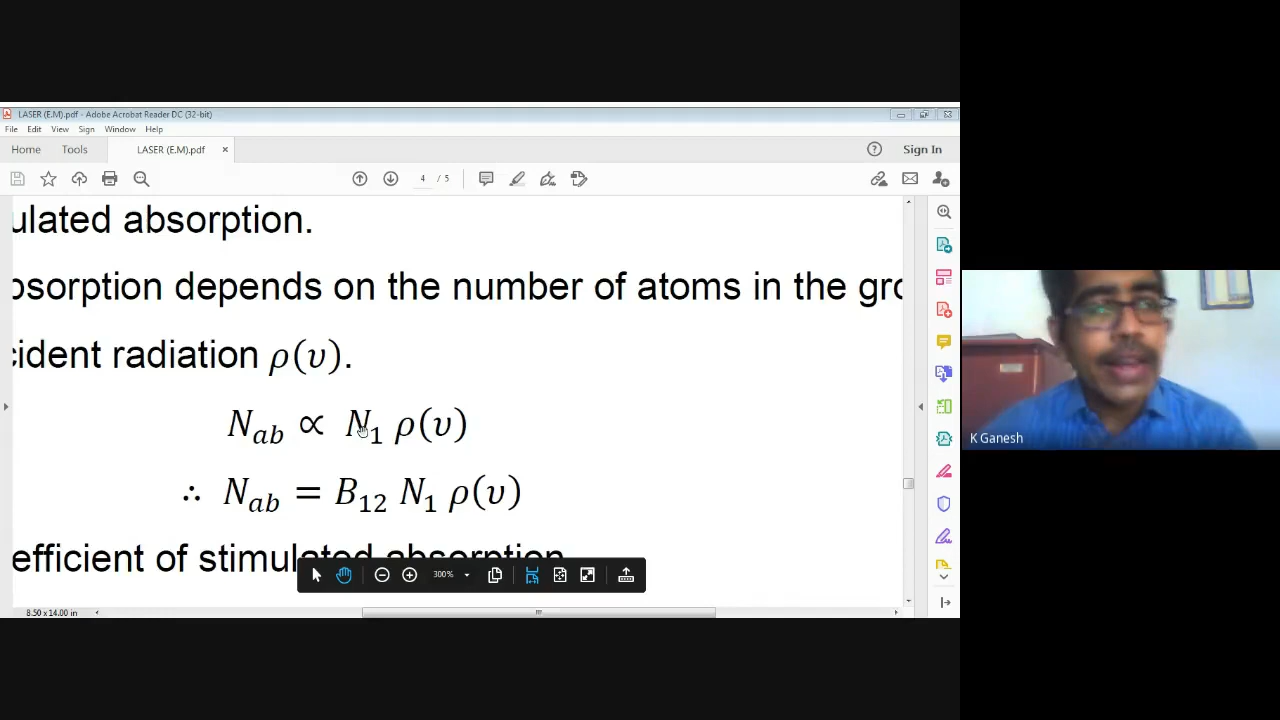 LASER (E.M).pdf - Adobe Acrobat Reader DC (32-bit)
File Edit View Sign Window Help
Home Tools LASER (E.M).pdf × Sign In
4 / 5
ulated absorption.
bsorption depends on the number of atoms in the gro
cident radiation ρ(υ).
N_ab ∝ N_1 ρ(υ)
∴ N_ab = B_12 N_1 ρ(υ)
efficient of stimulated absorption
300%
8.50 x 14.00 in
K Ganesh